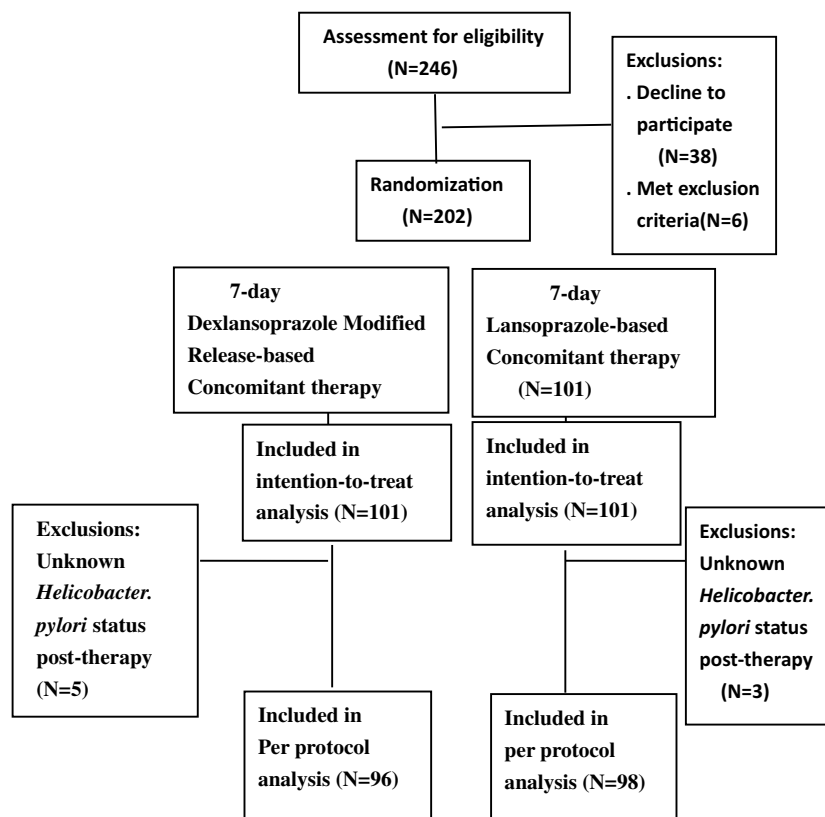 Assessment for eligibility
(N=246)
Exclusions:
. Decline to
participate
(N=38)
. Met exclusion
criteria(N=6)
Randomization
(N=202)
7-day
Dexlansoprazole Modified
Release-based
Concomitant therapy
7-day
Lansoprazole-based
Concomitant therapy
(N=101)
Included in
intention-to-treat
analysis (N=101)
Included in
intention-to-treat
analysis (N=101)
Exclusions:
Unknown
Helicobacter.
pylori status
post-therapy
(N=5)
Exclusions:
Unknown
Helicobacter.
pylori status
post-therapy
(N=3)
Included in
Per protocol
analysis (N=96)
Included in
per protocol
analysis (N=98)